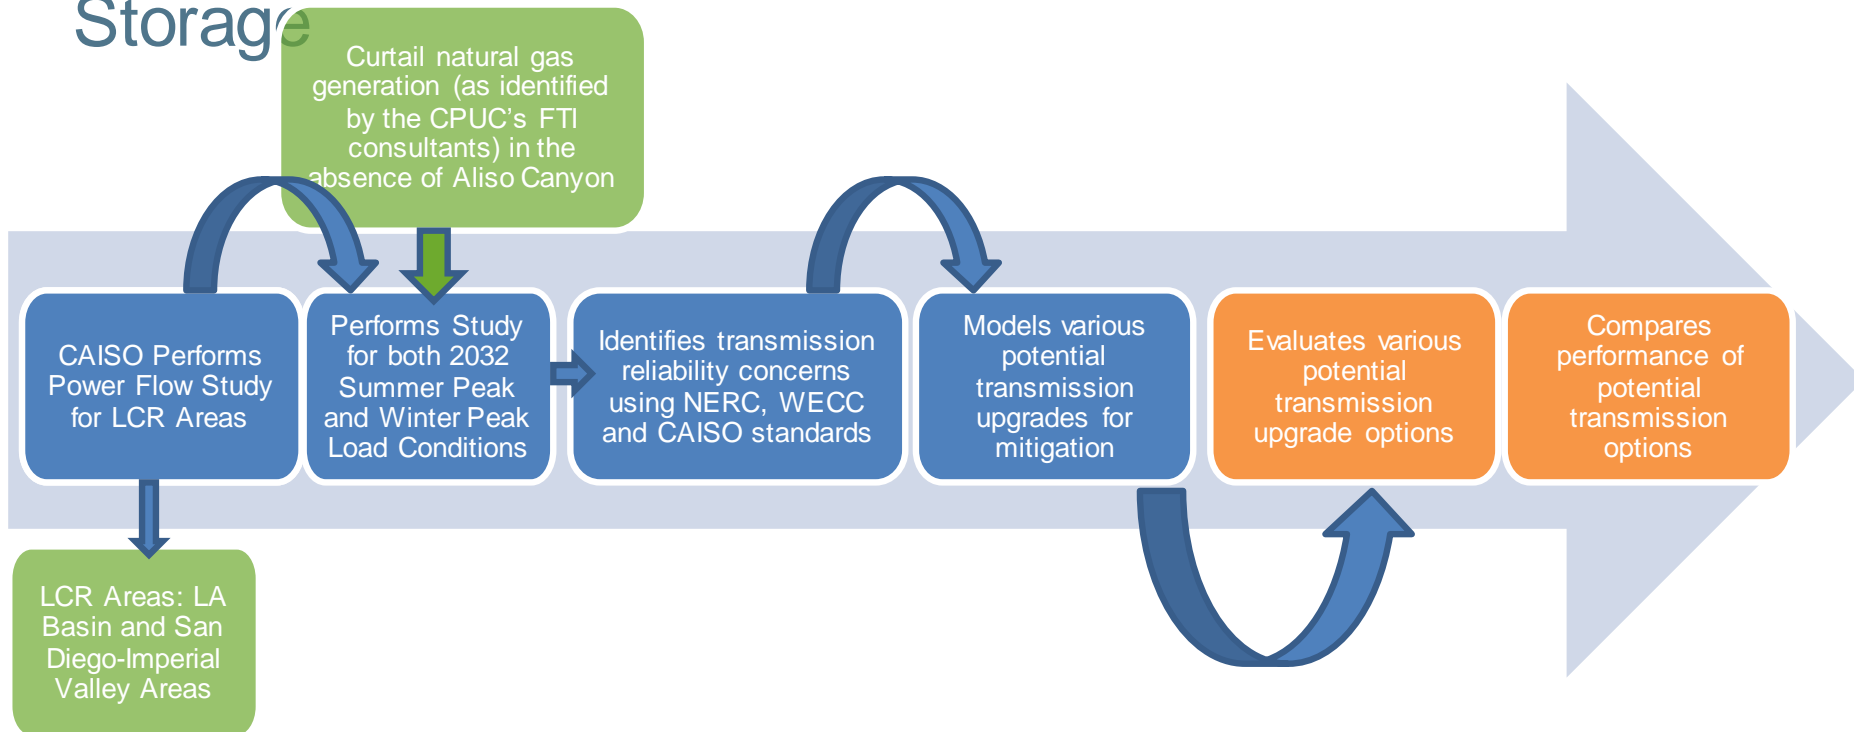 Storage
Curtail natural gas
generation (as identified
by the CPUC's FTI
consultants) in the
absence of Aliso Canyon
CAISO Performs
Power Flow Study
for LCR Areas
Performs Study
for both 2032
Summer Peak
and Winter Peak
Load Conditions
Identifies transmission
reliability concerns
using NERC, WECC
and CAISO standards
Models various
potential
transmission
upgrades for
mitigation
Evaluates various
potential
transmission
upgrade options
Compares
performance of
potential
transmission
options
LCR Areas: LA
Basin and San
Diego-Imperial
Valley Areas